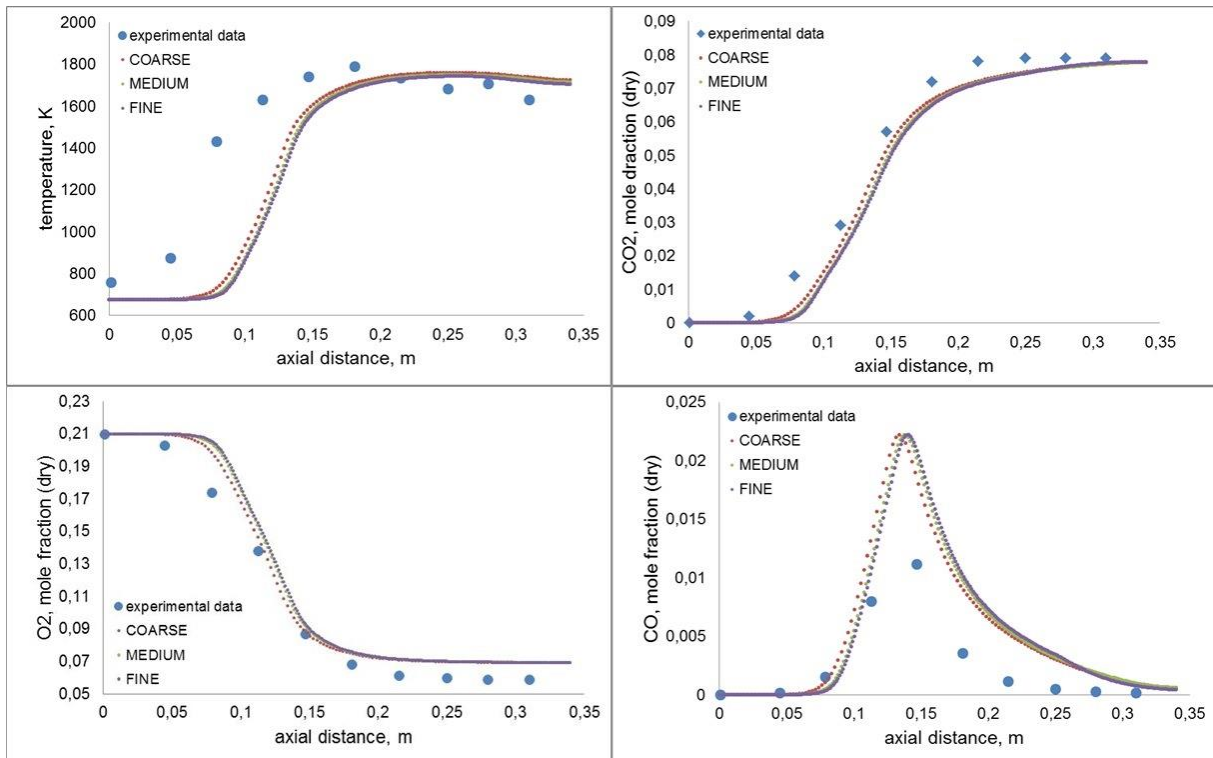 2000
1800
1600
1400
1200
1000
800
600
temperature, K
experimental data
COARSE
MEDIUM
FINE
0 0,05 0,1 0,15 0,2 0,25 0,3 0,35
axial distance, m
0,09
0,08
0,07
0,06
0,05
0,04
0,03
0,02
0,01
0
CO2, mole draction (dry)
experimental data
COARSE
MEDIUM
FINE
0 0,05 0,1 0,15 0,2 0,25 0,3 0,35
axial distance, m
0,23
0,21
0,19
0,17
0,15
0,13
0,11
0,09
0,07
0,05
O2, mole fraction (dry)
experimental data
COARSE
MEDIUM
FINE
0 0,05 0,1 0,15 0,2 0,25 0,3 0,35
axial distance, m
0,025
0,02
0,015
0,01
0,005
0
CO, mole fraction (dry)
experimental data
COARSE
MEDIUM
FINE
0 0,05 0,1 0,15 0,2 0,25 0,3 0,35
axial distance, m